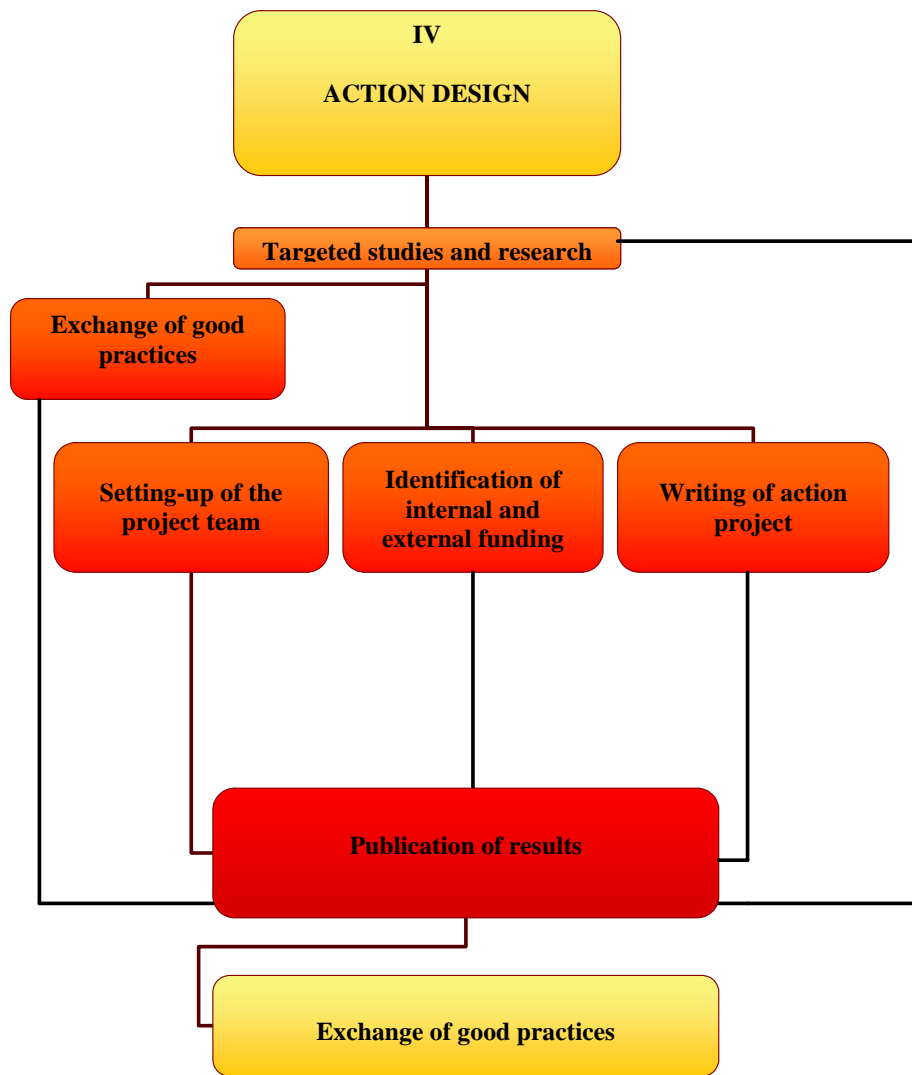 IV
ACTION DESIGN
Targeted studies and research
Exchange of good
practices
Setting-up of the
project team
Identification of
internal and
external funding
Writing of action
project
Publication of results
Exchange of good practices